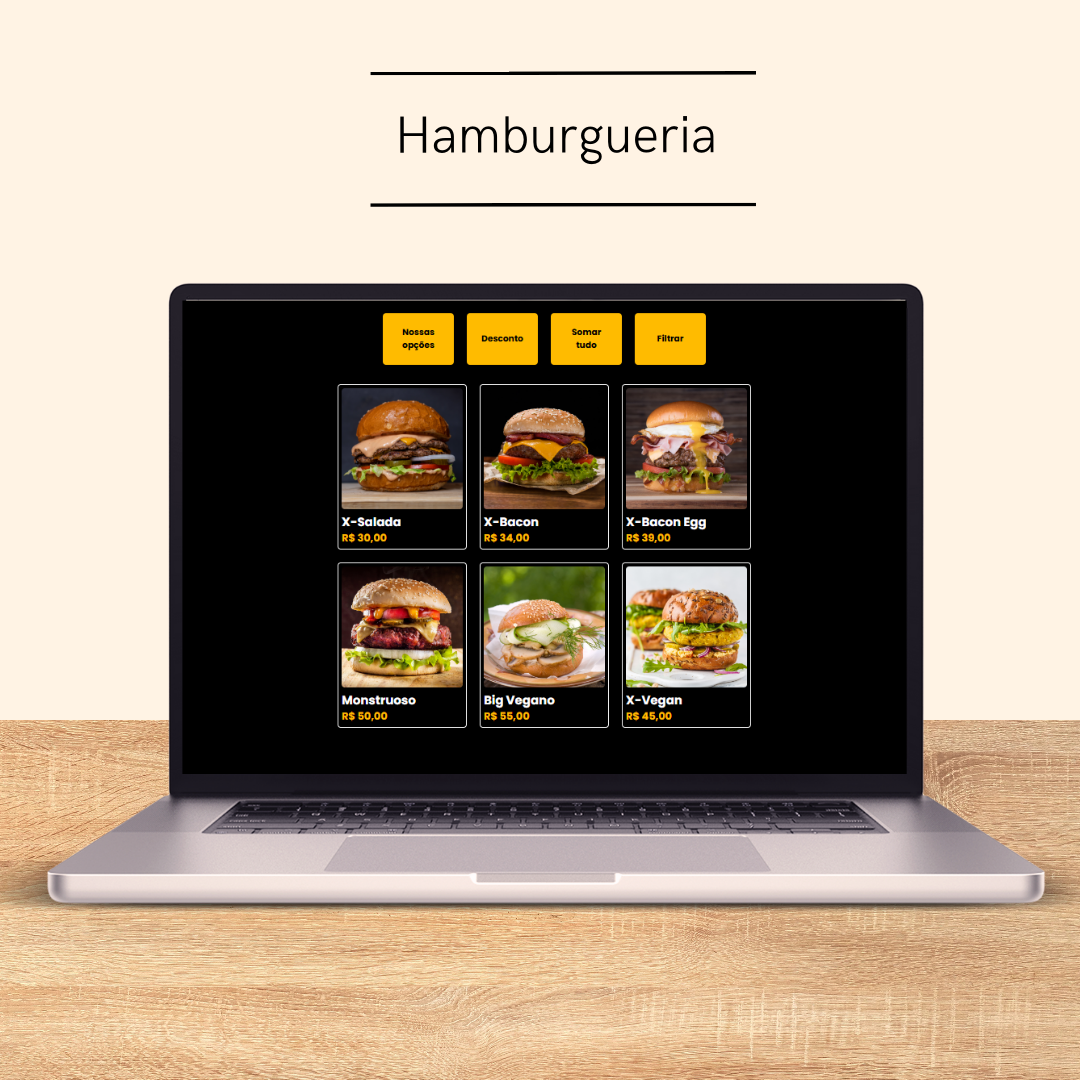 Hamburgueria
Nossas
opções
Desconto
Somar
tudo
Filtrar
X-Salada
R$ 30,00
X-Bacon
R$ 34,00
X-Bacon Egg
R$ 39,00
Monstruoso
R$ 50,00
Big Vegano
R$ 55,00
X-Vegan
R$ 45,00